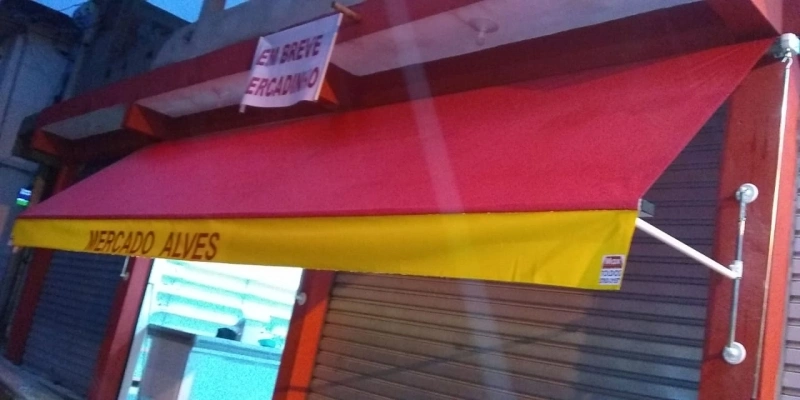 EM BREVE
ERCADINHO
MERCADO ALVES